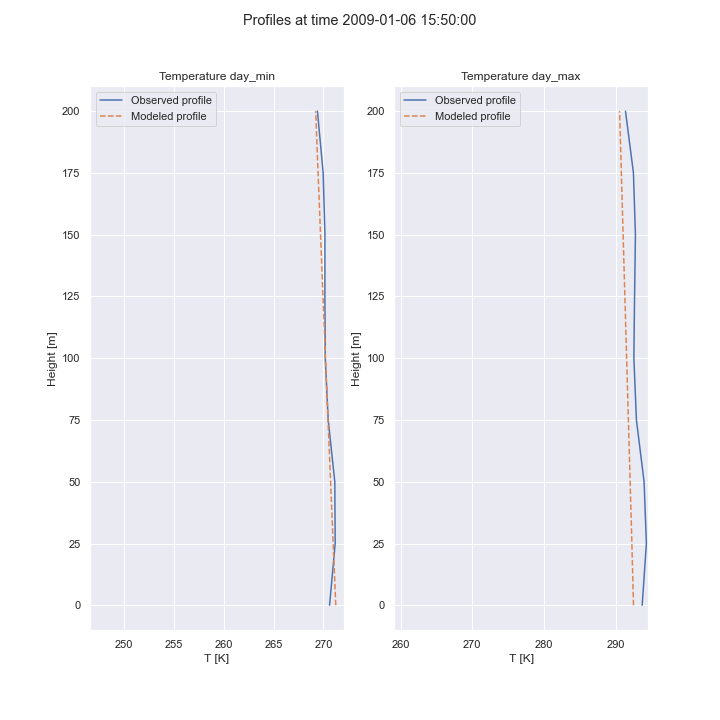 Profiles at time 2009-01-06 15:50:00
Temperature day_min
Observed profile
Modeled profile
200
175
150
125
100
75
50
25
0
Height [m]
250 255 260 265 270
T [K]
Temperature day_max
Observed profile
Modeled profile
200
175
150
125
100
75
50
25
0
Height [m]
260 270 280 290
T [K]